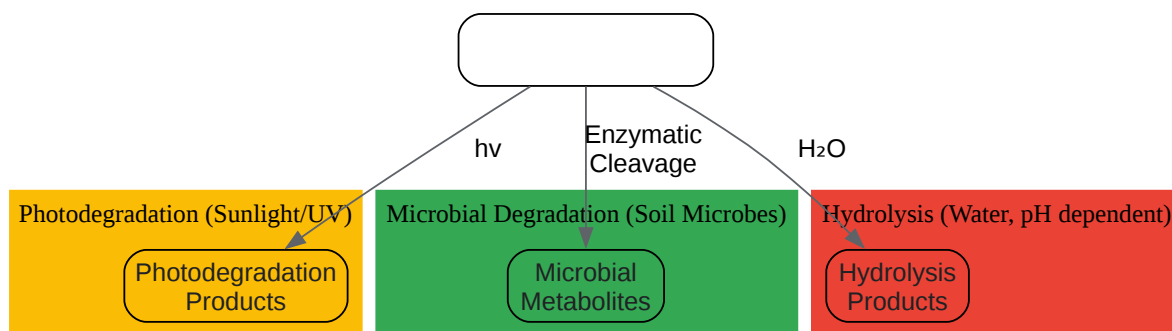 hv
Enzymatic
Cleavage
H₂O
Photodegradation (Sunlight/UV)
Microbial Degradation (Soil Microbes)
Hydrolysis (Water, pH dependent)
Photodegradation
Products
Microbial
Metabolites
Hydrolysis
Products